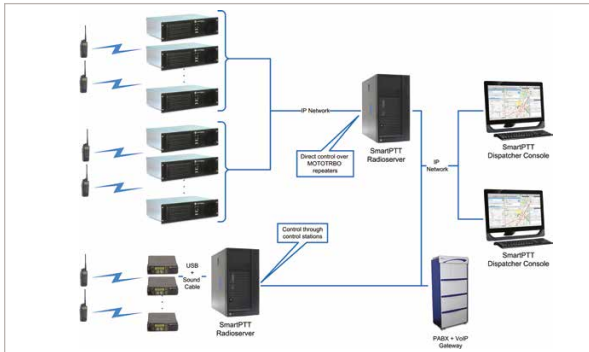 IP Network
SmartPTT
Radioserver
Direct control over
MOTOTRBO
repeaters
SmartPTT
Dispatcher Console
IP
Network
SmartPTT
Dispatcher Console
Control through
control stations
USB
+
Sound
Cable
SmartPTT
Radioserver
PABX + VoIP
Gateway